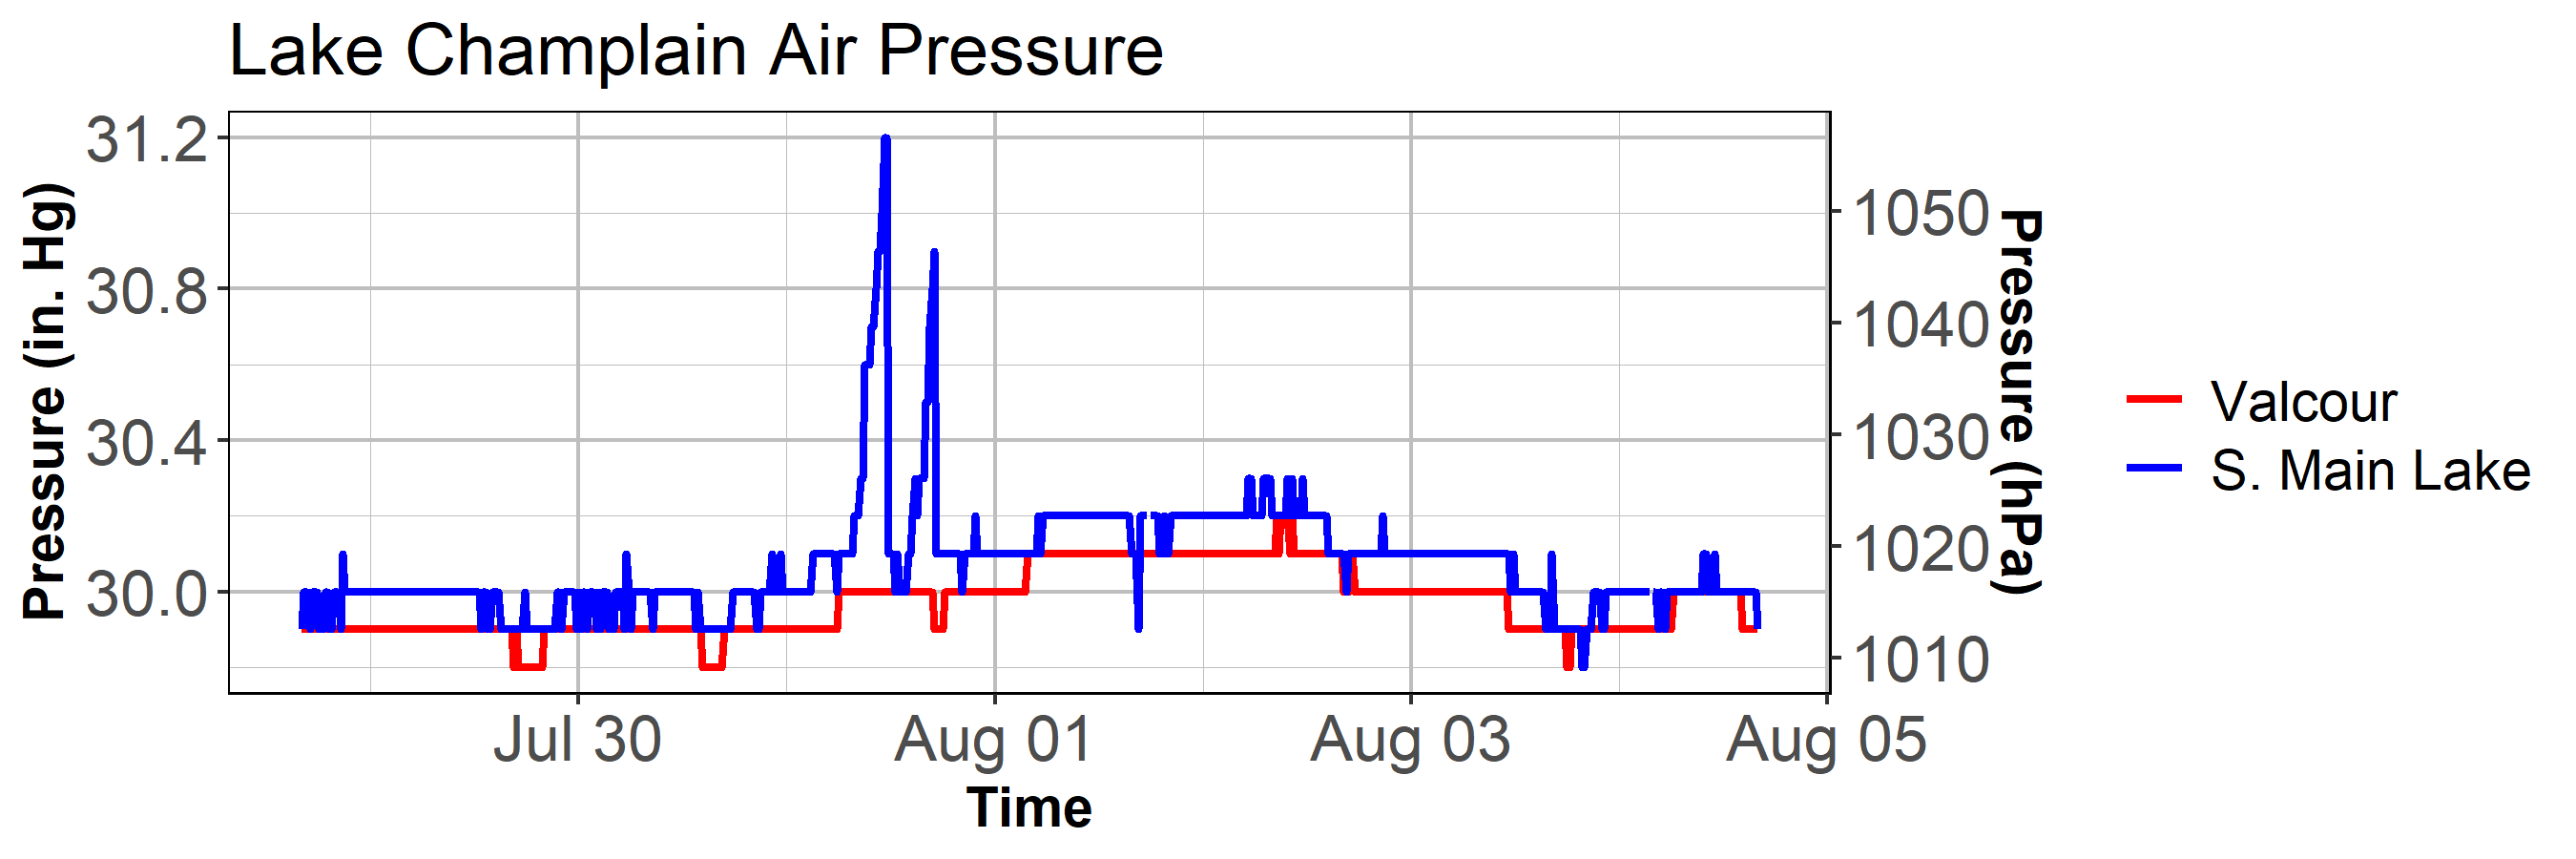 Lake Champlain Air Pressure
31.2
30.8
30.4
30.0
Pressure (in. Hg)
1050
1040
1030
1020
1010
Pressure (hPa)
Jul 30
Aug 01
Aug 03
Aug 05
Time
Valcour
S. Main Lake